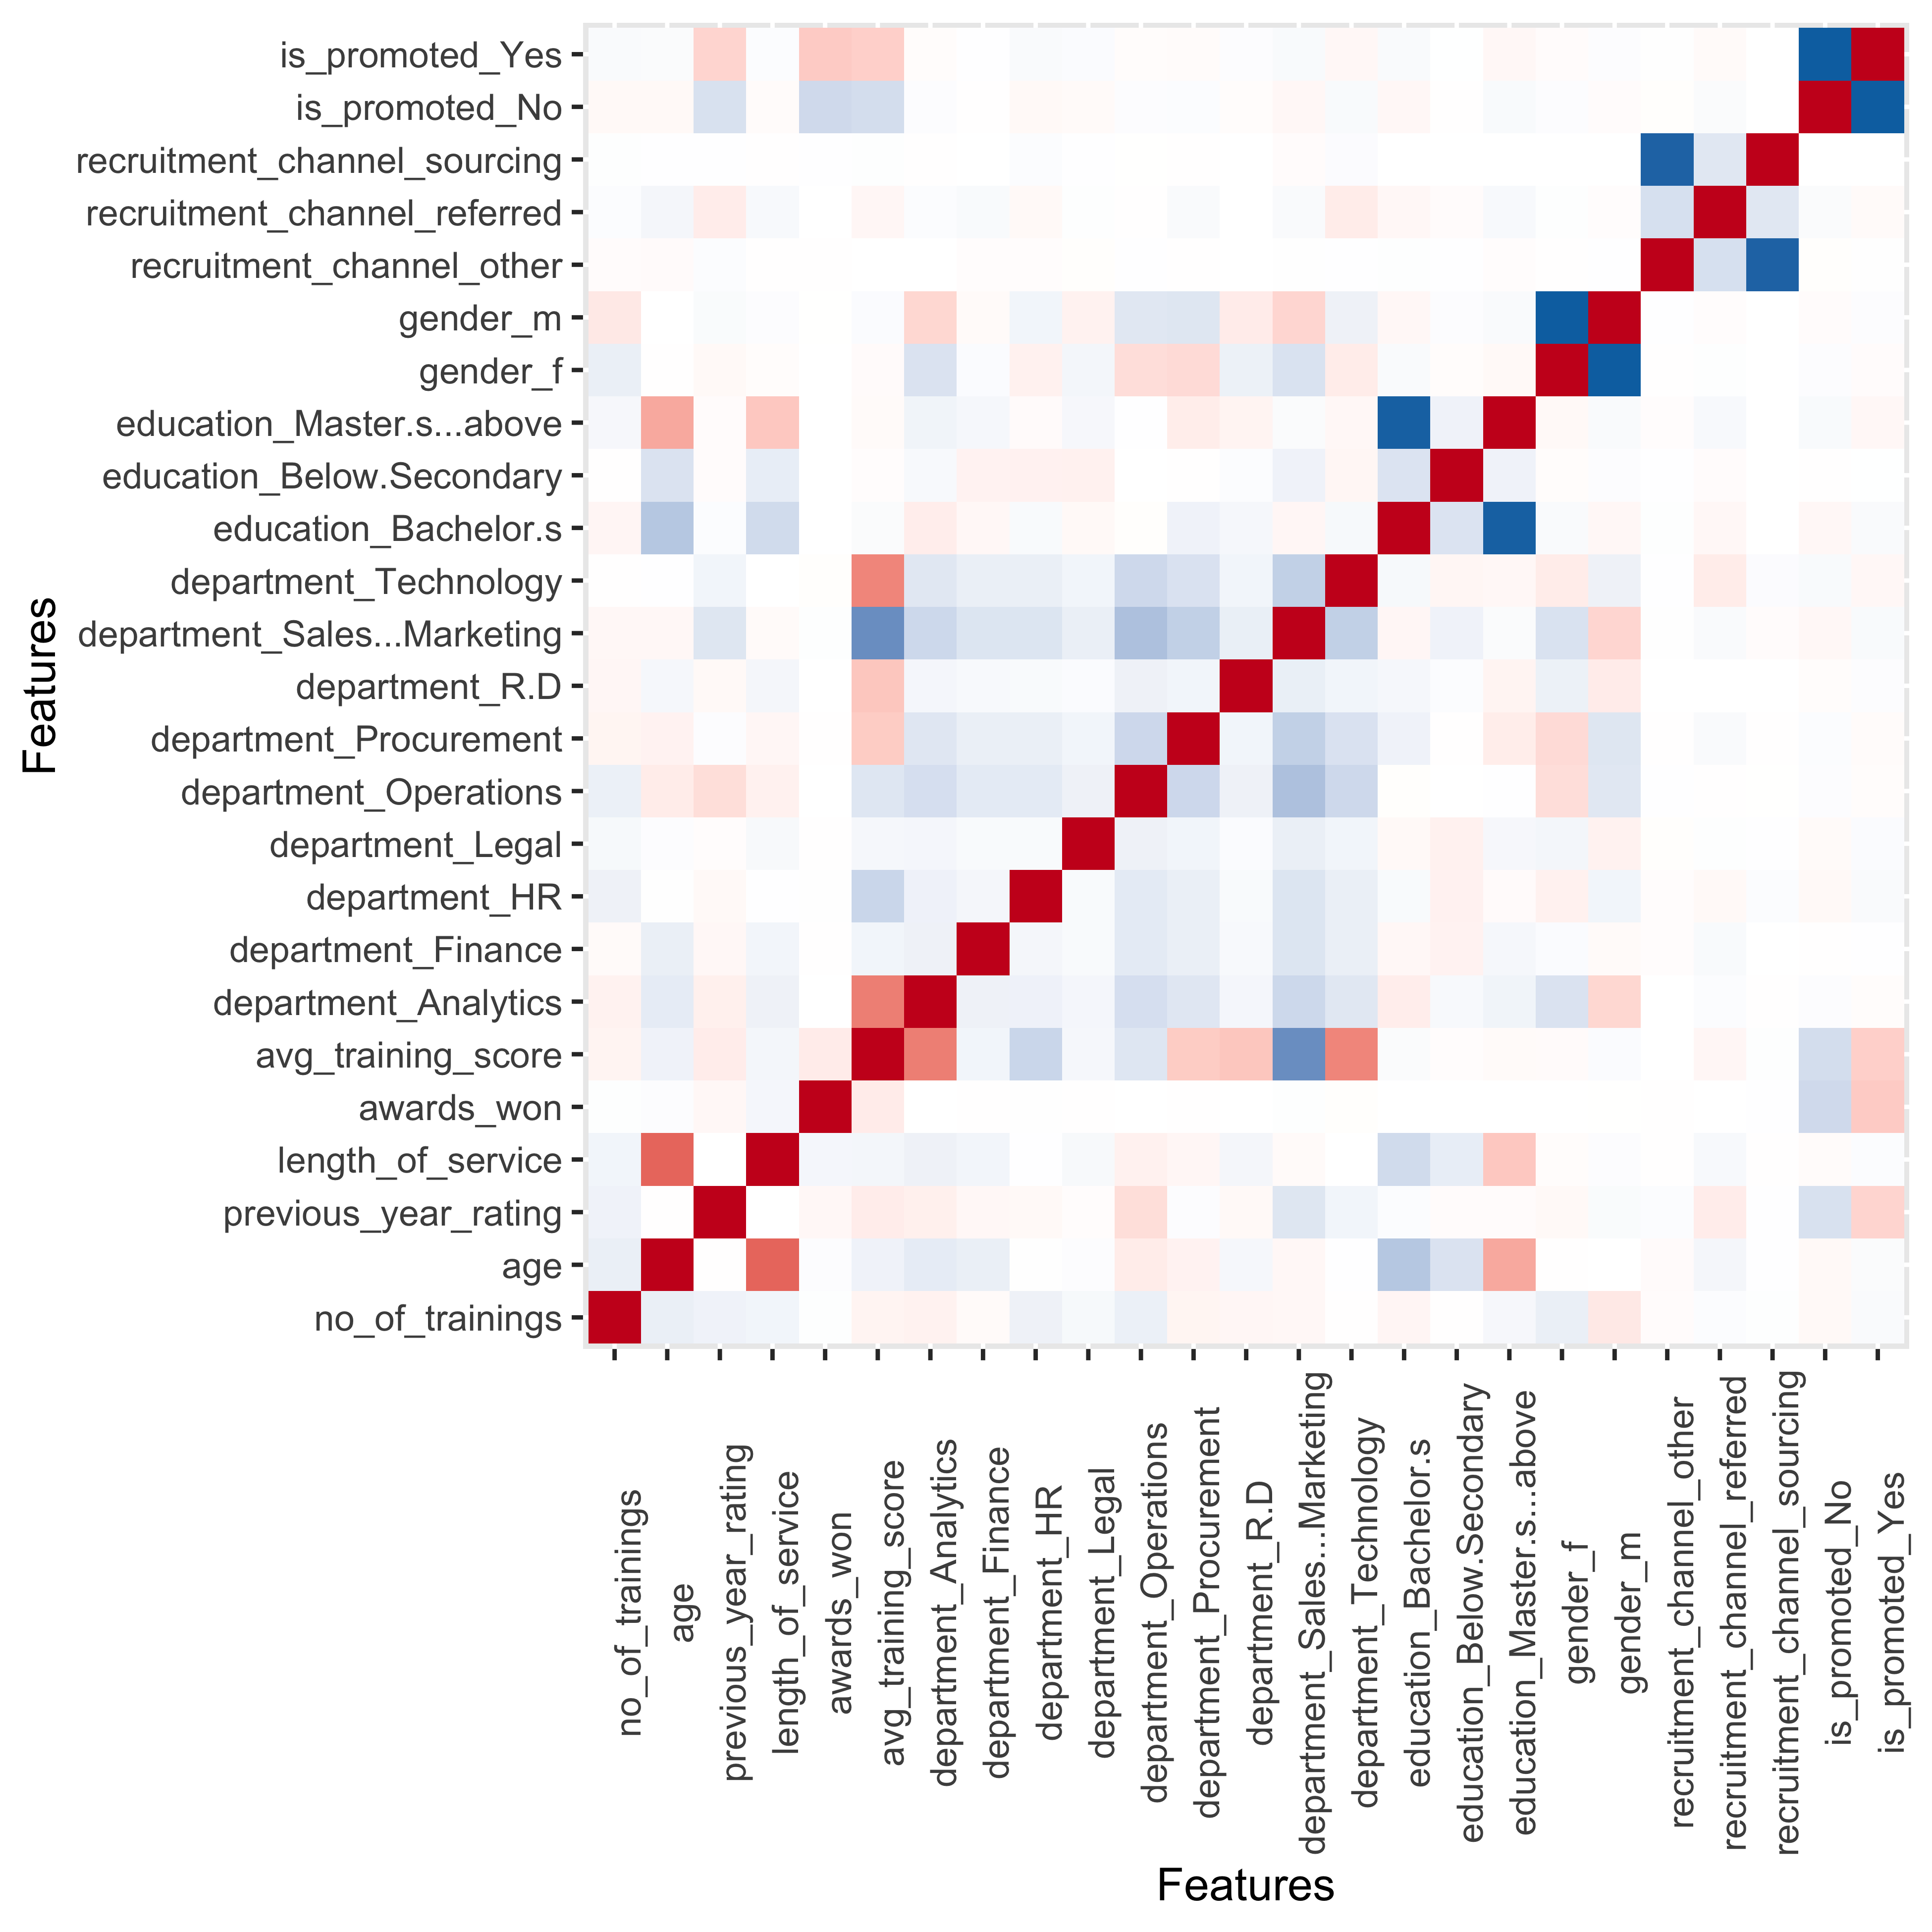 is_promoted_Yes
is_promoted_No
recruitment_channel_sourcing
recruitment_channel_referred
recruitment_channel_other
gender_m
gender_f
education_Master.s...above
education_Below.Secondary
education_Bachelor.s
department_Technology
department_Sales...Marketing
department_R.D
department_Procurement
department_Operations
department_Legal
department_HR
department_Finance
department_Analytics
avg_training_score
awards_won
length_of_service
previous_year_rating
age
no_of_trainings
Features
no_of_trainings
age
previous_year_rating
length_of_service
awards_won
avg_training_score
department_Analytics
department_Finance
department_HR
department_Legal
department_Operations
department_Procurement
department_R.D
department_Sales...Marketing
department_Technology
education_Bachelor.s
education_Below.Secondary
education_Master.s...above
gender_f
gender_m
recruitment_channel_other
recruitment_channel_referred
recruitment_channel_sourcing
is_promoted_No
is_promoted_Yes
Features